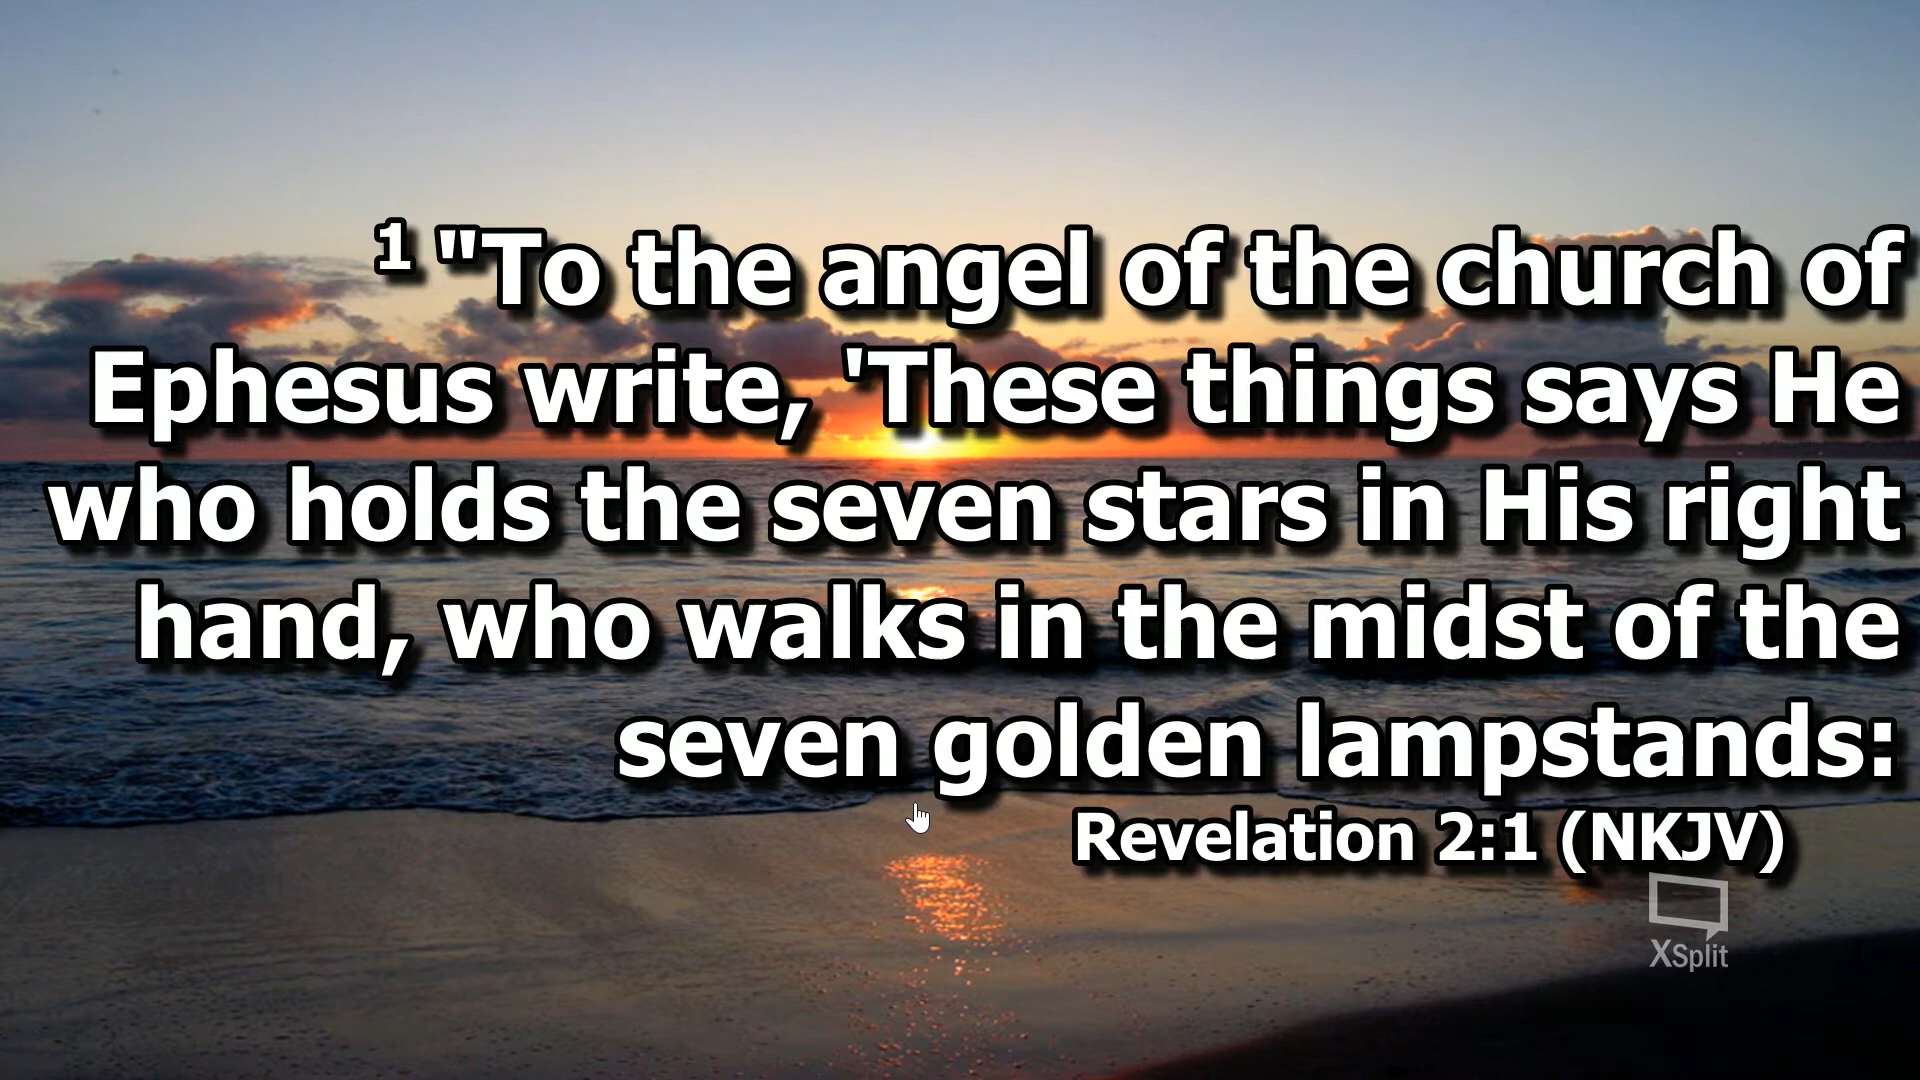 1 "To the angel of the church of
Ephesus write, 'These things says He
who holds the seven stars in His right
hand, who walks in the midst of the
seven golden lampstands:
Revelation 2:1 (NKJV)
XSplit